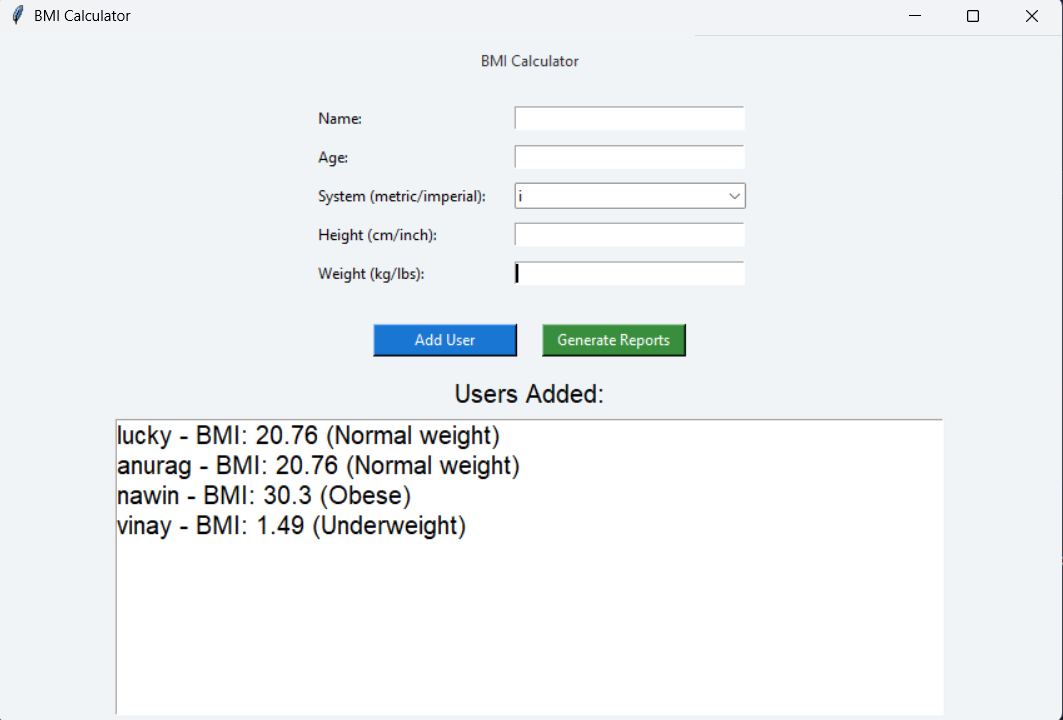 BMI Calculator
BMI Calculator
Name:
Age:
System (metric/imperial): i
Height (cm/inch):
Weight (kg/lbs):
Add User Generate Reports
Users Added:
lucky - BMI: 20.76 (Normal weight)
anurag - BMI: 20.76 (Normal weight)
nawin - BMI: 30.3 (Obese)
vinay - BMI: 1.49 (Underweight)